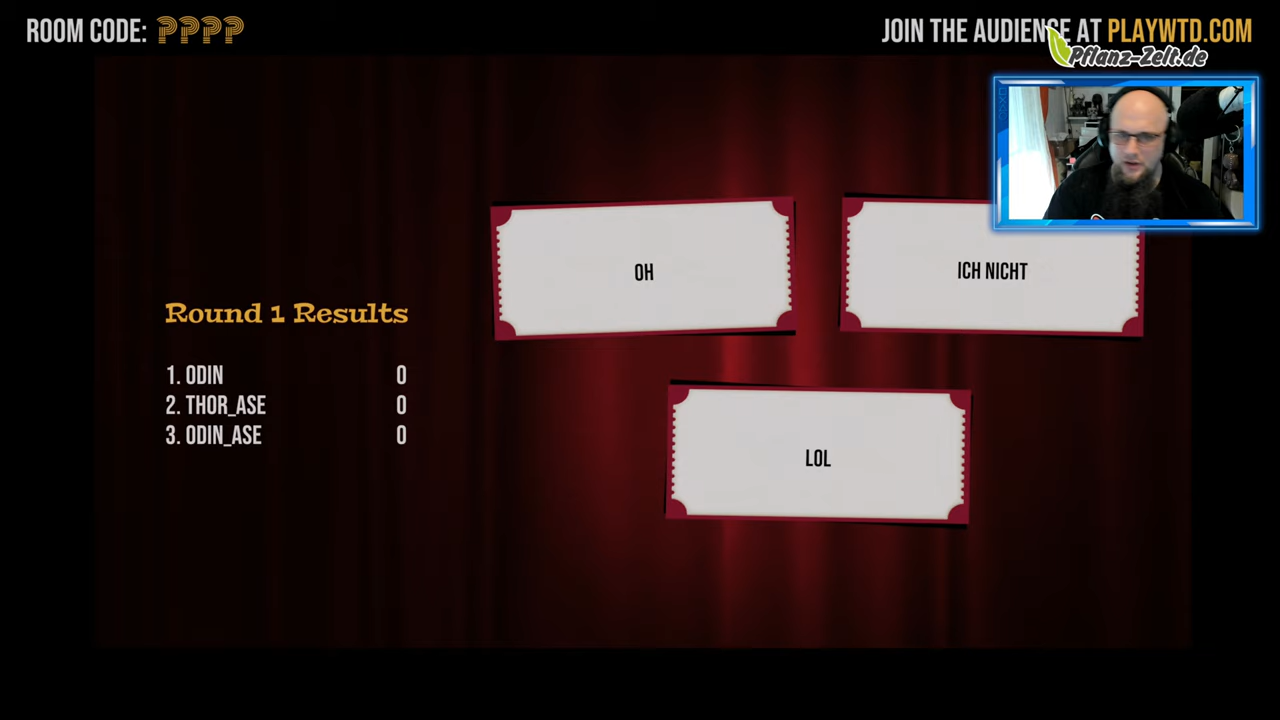 ROOM CODE: ????
JOIN THE AUDIENCE AT PLAYWTD.COM
Pflanz-Zelt.de
OH
ICH NICHT
Round 1 Results
1. ODIN 0
2. THOR_ASE 0
3. ODIN_ASE 0
LOL